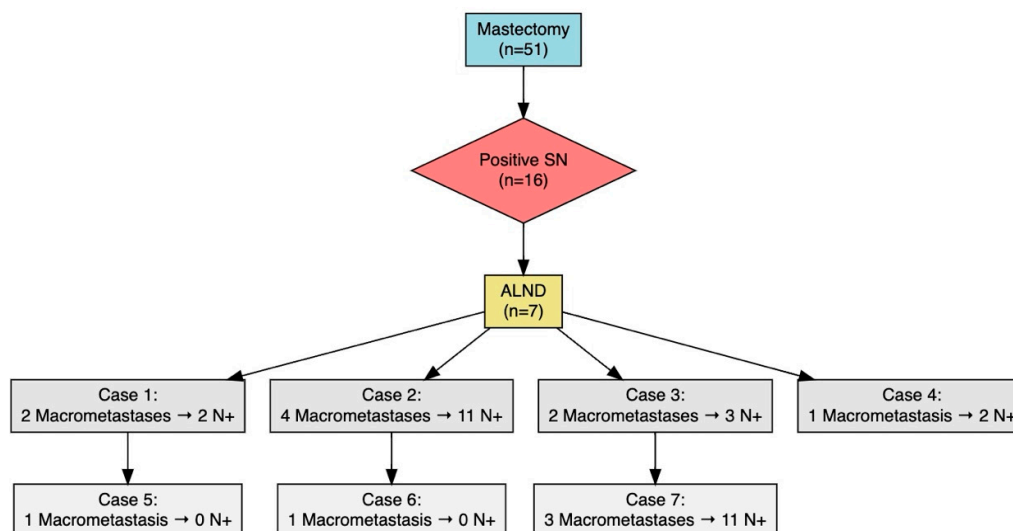 Mastectomy
(n=51)
Positive SN
(n=16)
ALND
(n=7)
Case 1:
2 Macrometastases → 2 N+
Case 2:
4 Macrometastases → 11 N+
Case 3:
2 Macrometastases → 3 N+
Case 4:
1 Macrometastasis → 2 N+
Case 5:
1 Macrometastasis → 0 N+
Case 6:
1 Macrometastasis → 0 N+
Case 7:
3 Macrometastases → 11 N+